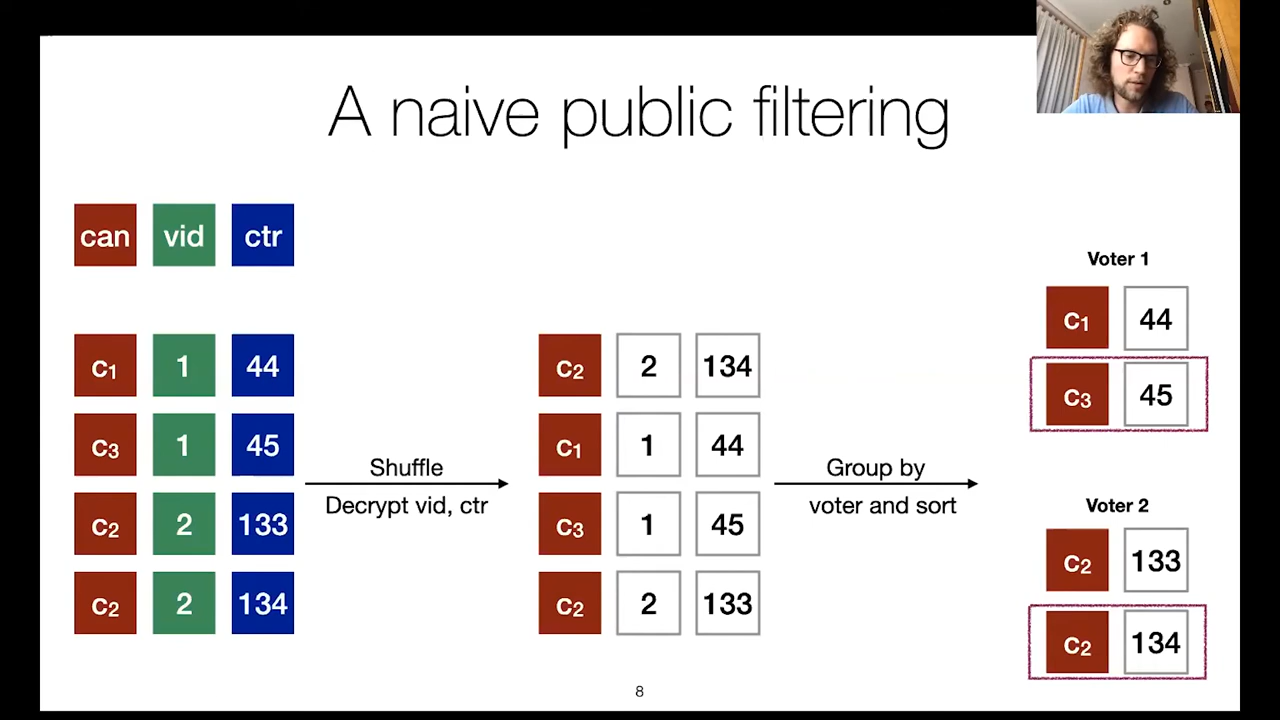 A naive public filtering
can vid ctr
c1 1 44
c3 1 45
c2 2 133
c2 2 134
Shuffle
Decrypt vid, ctr
c2 2 134
c1 1 44
c3 1 45
c2 2 133
Group by
voter and sort
Voter 1
c1 44
c3 45
Voter 2
c2 133
c2 134
8